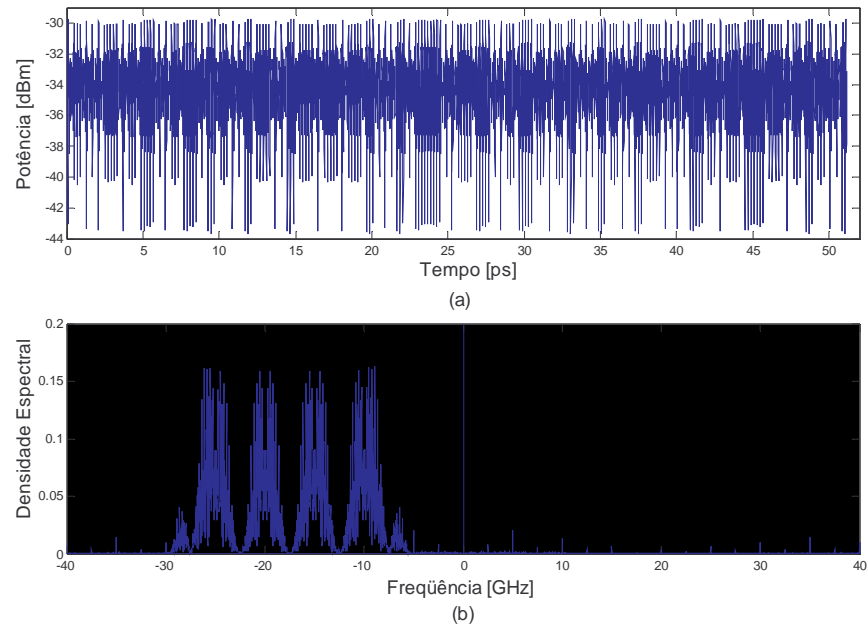 -30
-32
-34
-36
-38
-40
-42
-44
Potência [dBm]
0 5 10 15 20 25 30 35 40 45 50
Tempo [ps]
(a)
0.2
0.15
0.1
0.05
0
Densidade Espectral
-40 -30 -20 -10 0 10 20 30 40
Freqüência [GHz]
(b)